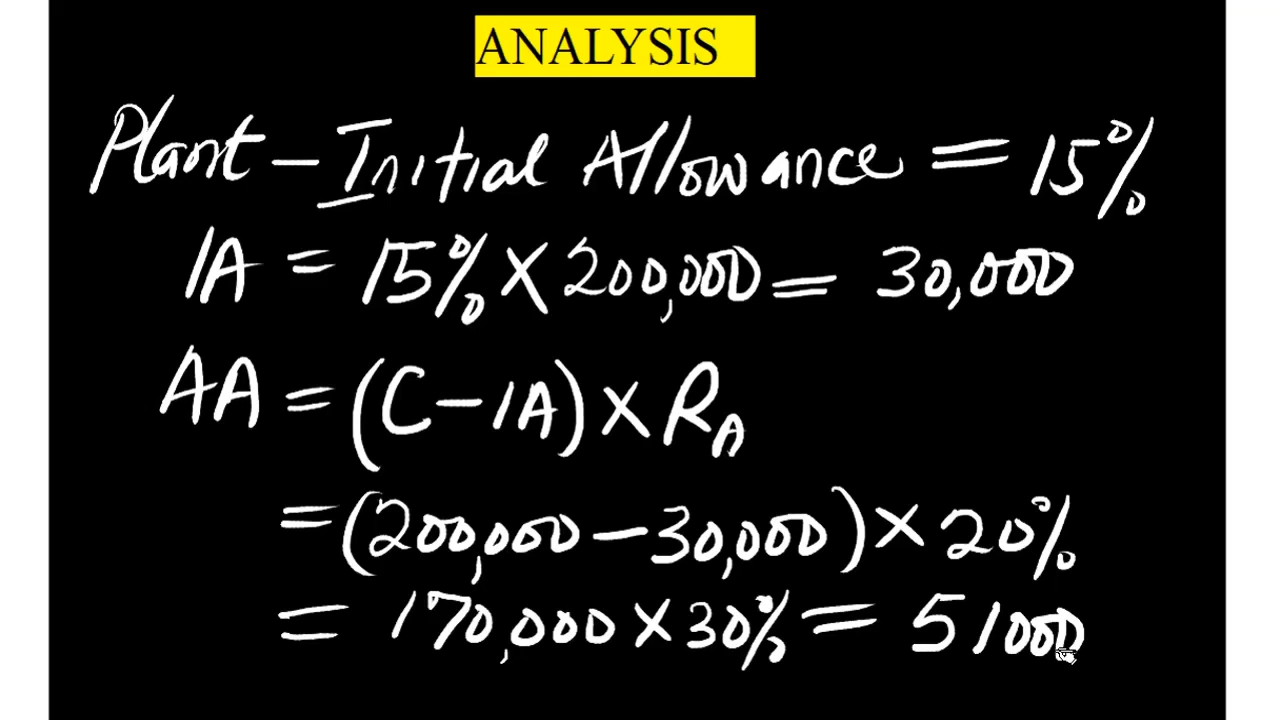 ANALYSIS
Plant - Initial Allowance = 15%
IA = 15% X 200,000 = 30,000
AA = (C - IA) X RA
= (200,000 - 30,000) X 20%
= 170,000 X 30% = 51000